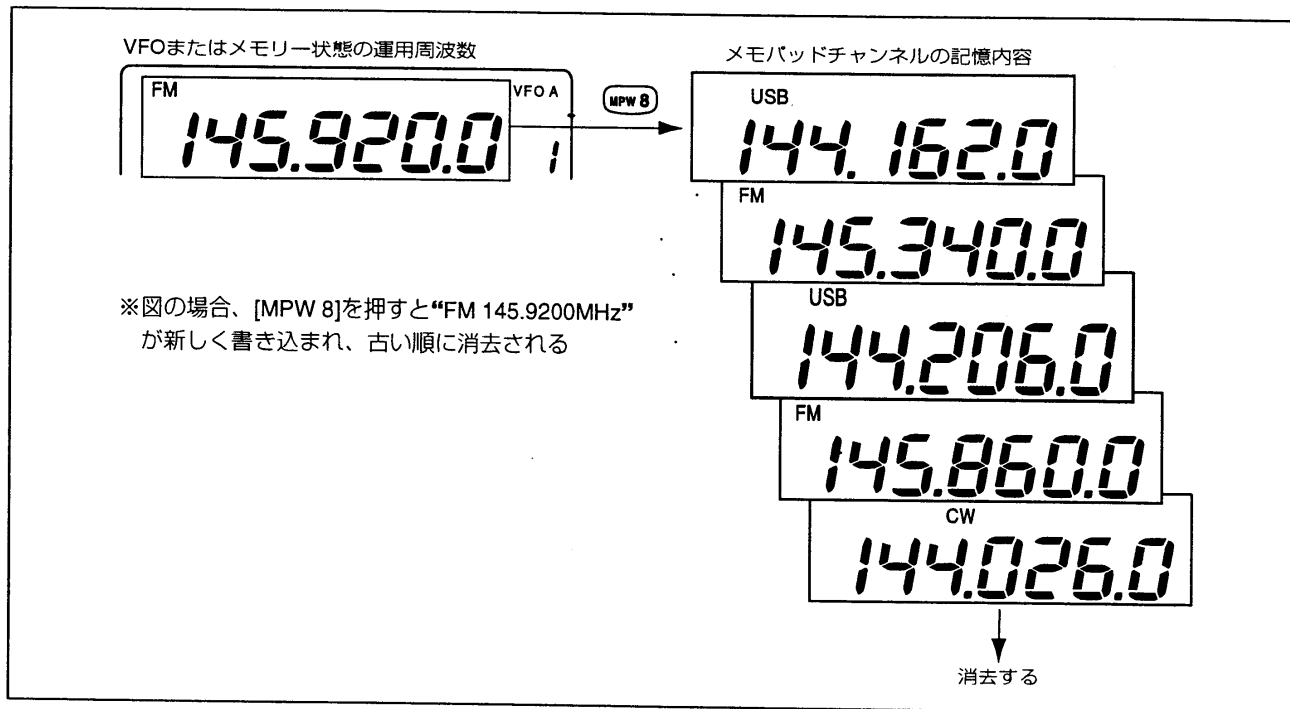 VFOまたはメモリー状態の運用周波数
FM
VFO A
145.920.0
1
MPW 8
※図の場合、[MPW 8]を押すと“FM 145.9200MHz”
が新しく書き込まれ、古い順に消去される
メモパッドチャンネルの記憶内容
USB
144.162.0
FM
145.340.0
USB
144.206.0
FM
145.860.0
CW
144.026.0
消去する